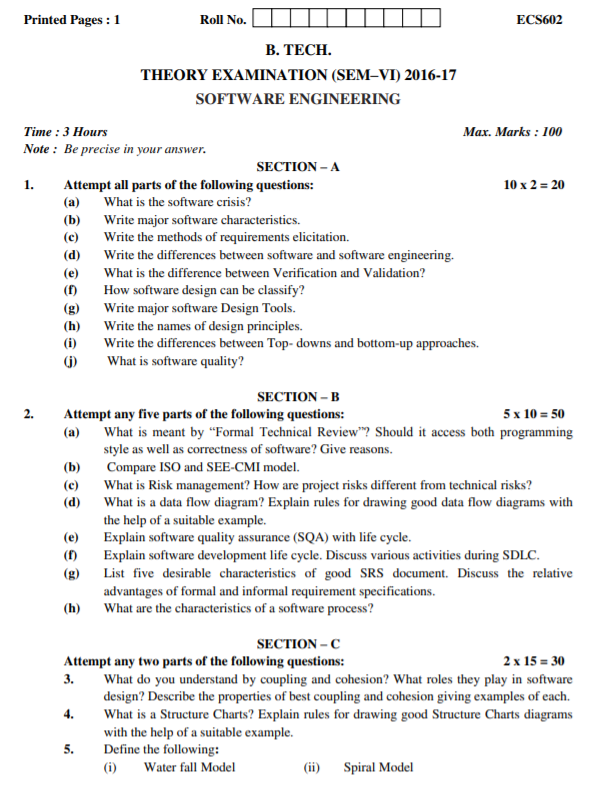 Printed Pages : 1 Roll No. ECS602
B. TECH.
THEORY EXAMINATION (SEM–VI) 2016-17
SOFTWARE ENGINEERING
Time : 3 Hours Max. Marks : 100
Note : Be precise in your answer.
SECTION – A
1. Attempt all parts of the following questions: 10 x 2 = 20
(a) What is the software crisis?
(b) Write major software characteristics.
(c) Write the methods of requirements elicitation.
(d) Write the differences between software and software engineering.
(e) What is the difference between Verification and Validation?
(f) How software design can be classify?
(g) Write major software Design Tools.
(h) Write the names of design principles.
(i) Write the differences between Top- downs and bottom-up approaches.
(j) What is software quality?
SECTION – B
2. Attempt any five parts of the following questions: 5 x 10 = 50
(a) What is meant by “Formal Technical Review”? Should it access both programming
style as well as correctness of software? Give reasons.
(b) Compare ISO and SEE-CMI model.
(c) What is Risk management? How are project risks different from technical risks?
(d) What is a data flow diagram? Explain rules for drawing good data flow diagrams with
the help of a suitable example.
(e) Explain software quality assurance (SQA) with life cycle.
(f) Explain software development life cycle. Discuss various activities during SDLC.
(g) List five desirable characteristics of good SRS document. Discuss the relative
advantages of formal and informal requirement specifications.
(h) What are the characteristics of a software process?
SECTION – C
Attempt any two parts of the following questions: 2 x 15 = 30
3. What do you understand by coupling and cohesion? What roles they play in software
design? Describe the properties of best coupling and cohesion giving examples of each.
4. What is a Structure Charts? Explain rules for drawing good Structure Charts diagrams
with the help of a suitable example.
5. Define the following:
(i) Water fall Model (ii) Spiral Model